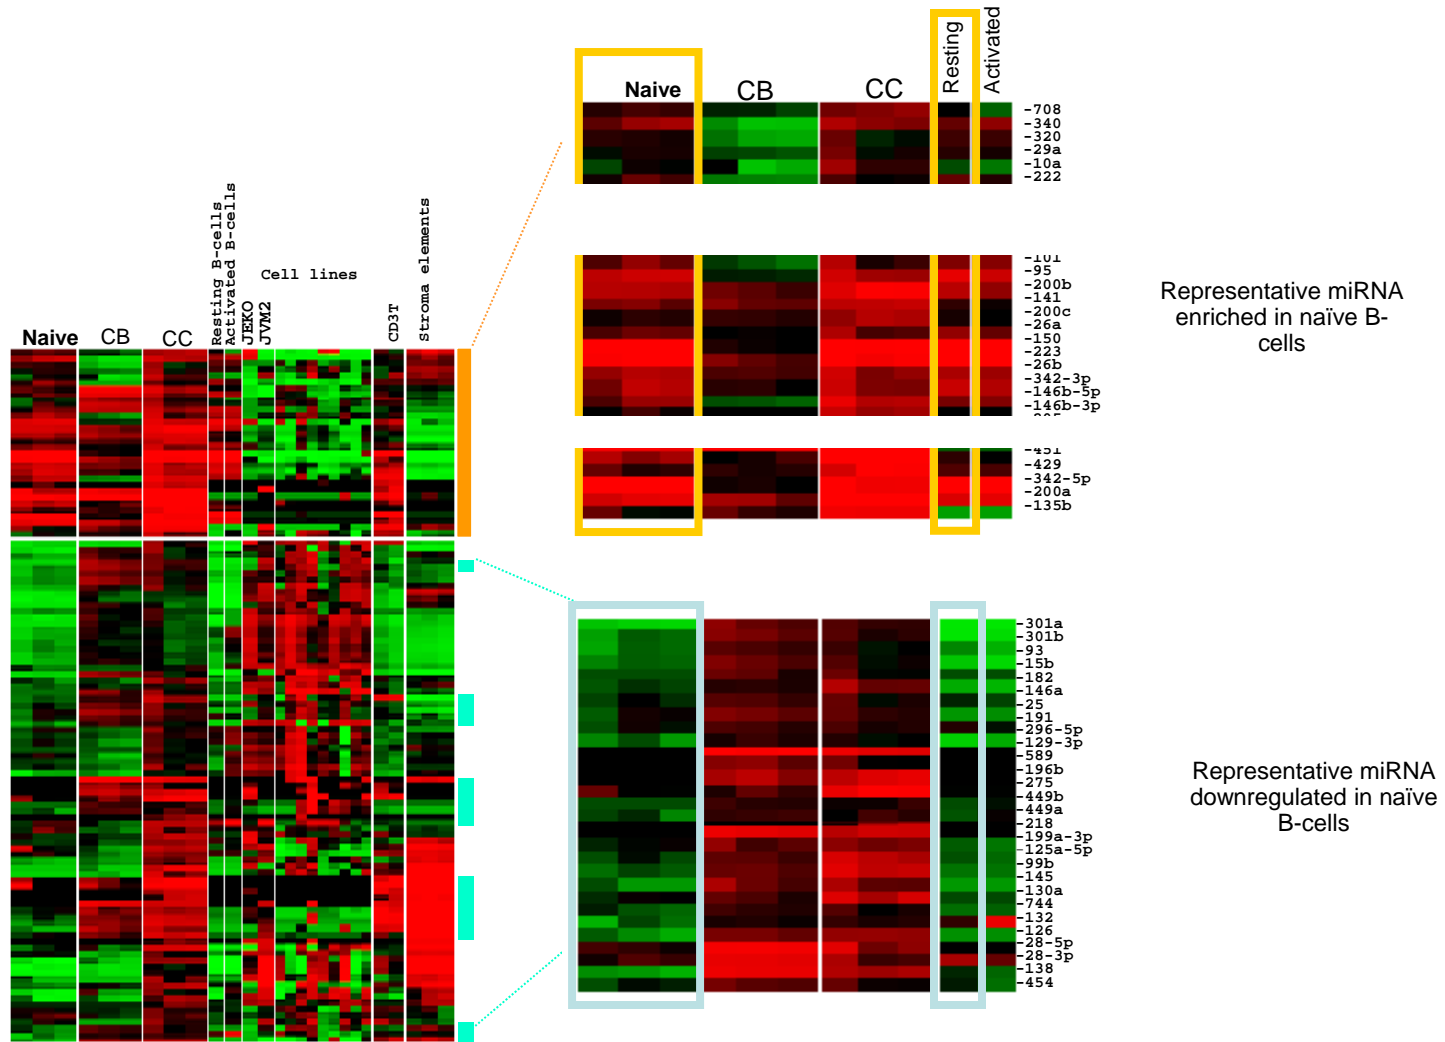 Resting
Activated
Naive
CB
CC
-708
-340
-320
-29a
-10a
-222
-101
-95
-200b
-141
-200c
-26a
-150
-223
-26b
-342-3p
-146b-5p
-146b-3p
-451
-429
-342-5p
-200a
-135b
Representative miRNA
enriched in naïve B-
cells
Resting B-cells
Activated B-cells
JEKO
JVM2
Cell lines
CD3T
Stroma elements
Naive
CB
CC
-301a
-301b
-93
-15b
-182
-146a
-25
-191
-296-5p
-129-3p
-589
-196b
-275
-449b
-449a
-218
-199a-3p
-125a-5p
-99b
-145
-130a
-744
-132
-126
-28-5p
-28-3p
-138
-454
Representative miRNA
downregulated in naïve
B-cells